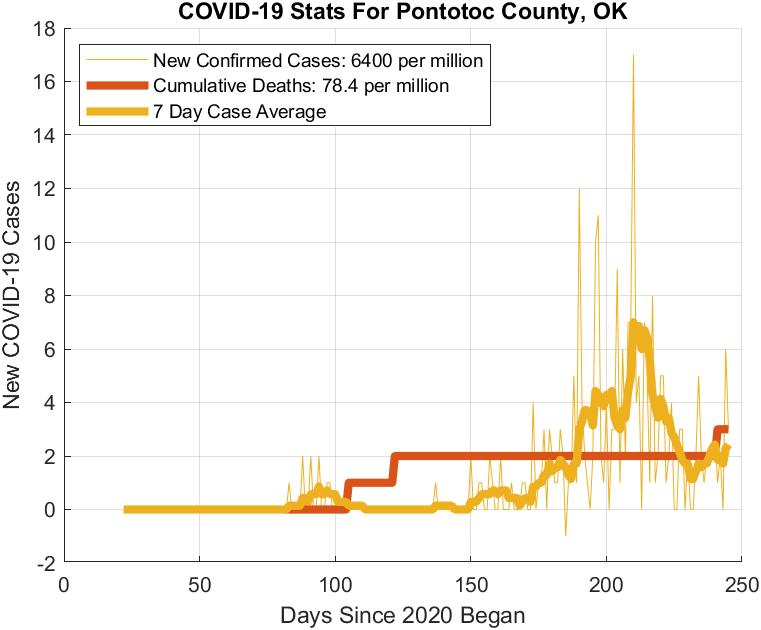 COVID-19 Stats For Pontotoc County, OK
New Confirmed Cases: 6400 per million
Cumulative Deaths: 78.4 per million
7 Day Case Average
New COVID-19 Cases
18
16
14
12
10
8
6
4
2
0
-2
0 50 100 150 200 250
Days Since 2020 Began